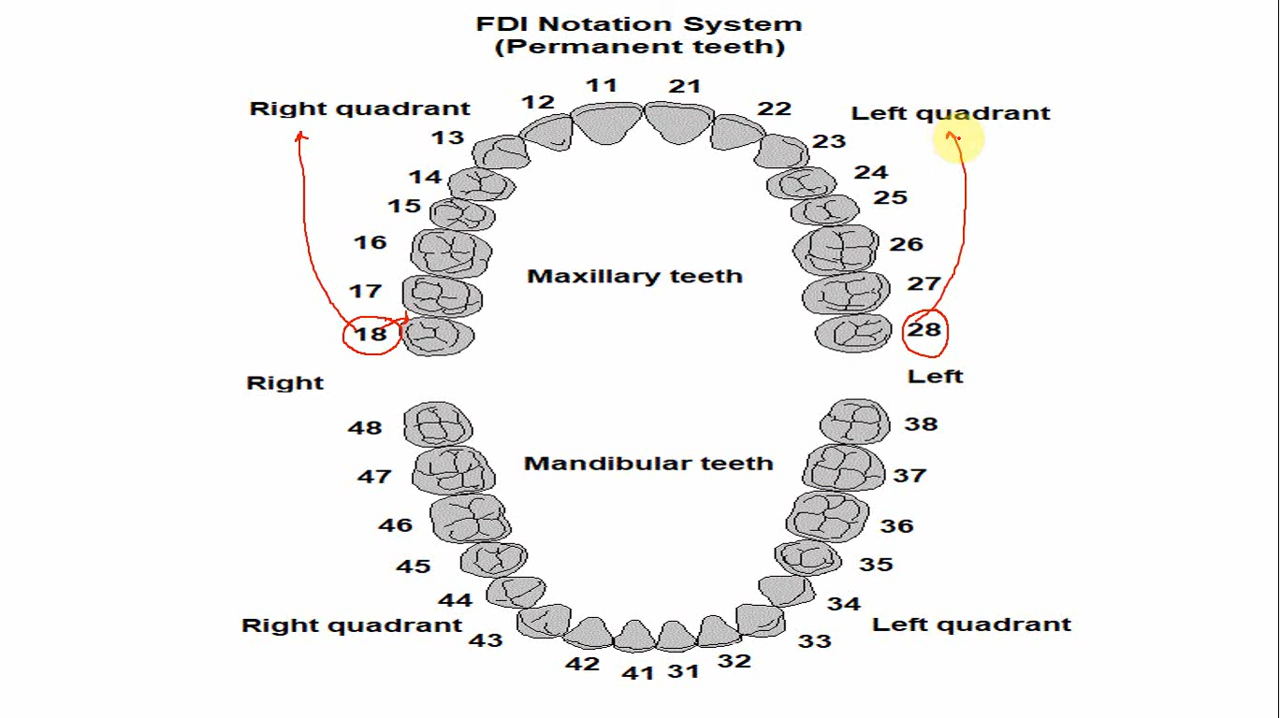 FDI Notation System
(Permanent teeth)
11 21
12 22
Right quadrant Left quadrant
13 23
14 24
15 25
16 26
Maxillary teeth
17 27
18 28
Right Left
48 38
Mandibular teeth
47 37
46 36
45 35
44 34
Right quadrant Left quadrant
43 33
42 32
41 31